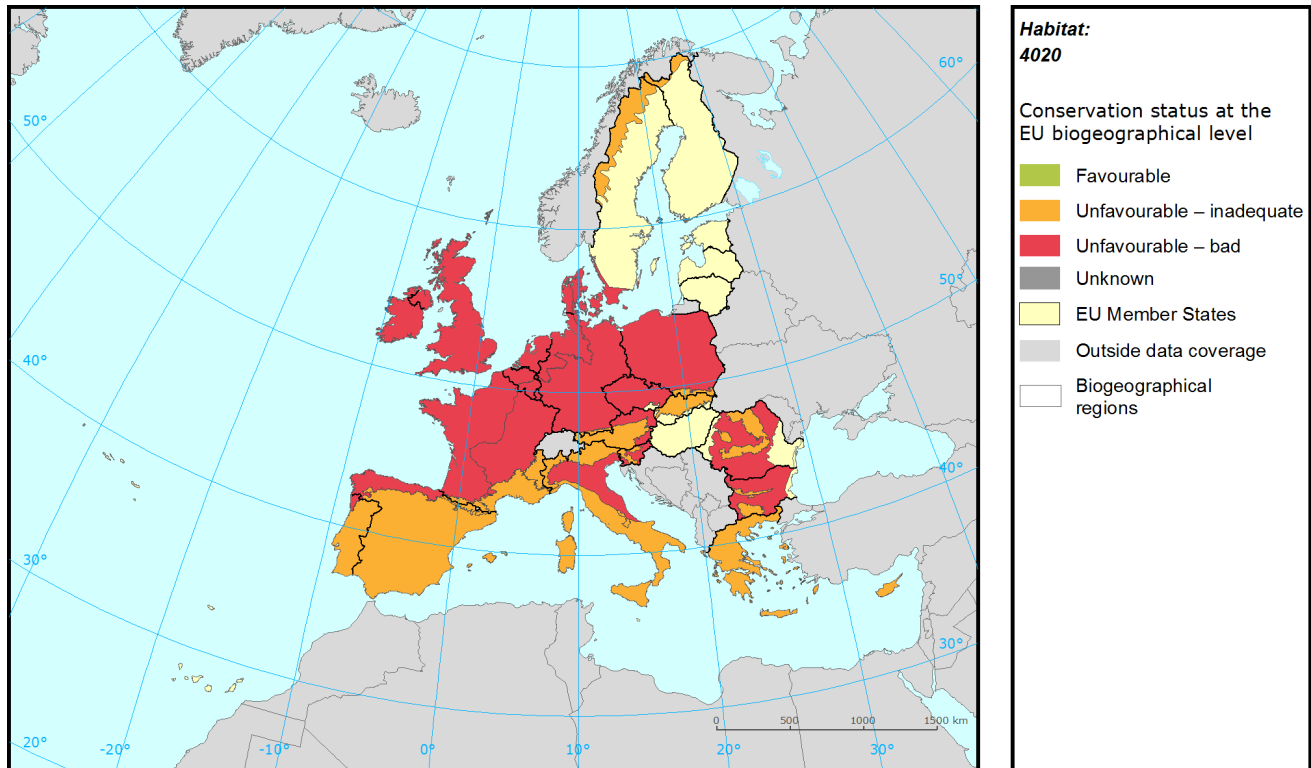 Habitat:
4020
Conservation status at the
EU biogeographical level
Favourable
Unfavourable – inadequate
Unfavourable – bad
Unknown
EU Member States
Outside data coverage
Biogeographical
regions
60°
50°
50°
40°
40°
30°
30°
0 500 1000 1500 km
20° -20° -10° 0° 10° 20° 30°